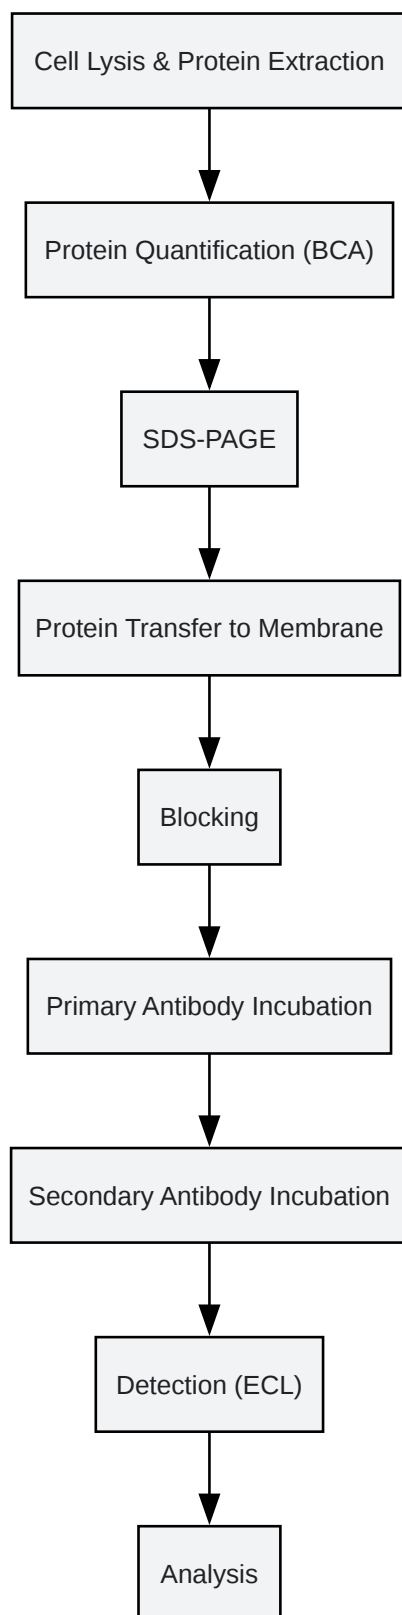 Cell Lysis & Protein Extraction
Protein Quantification (BCA)
SDS-PAGE
Protein Transfer to Membrane
Blocking
Primary Antibody Incubation
Secondary Antibody Incubation
Detection (ECL)
Analysis